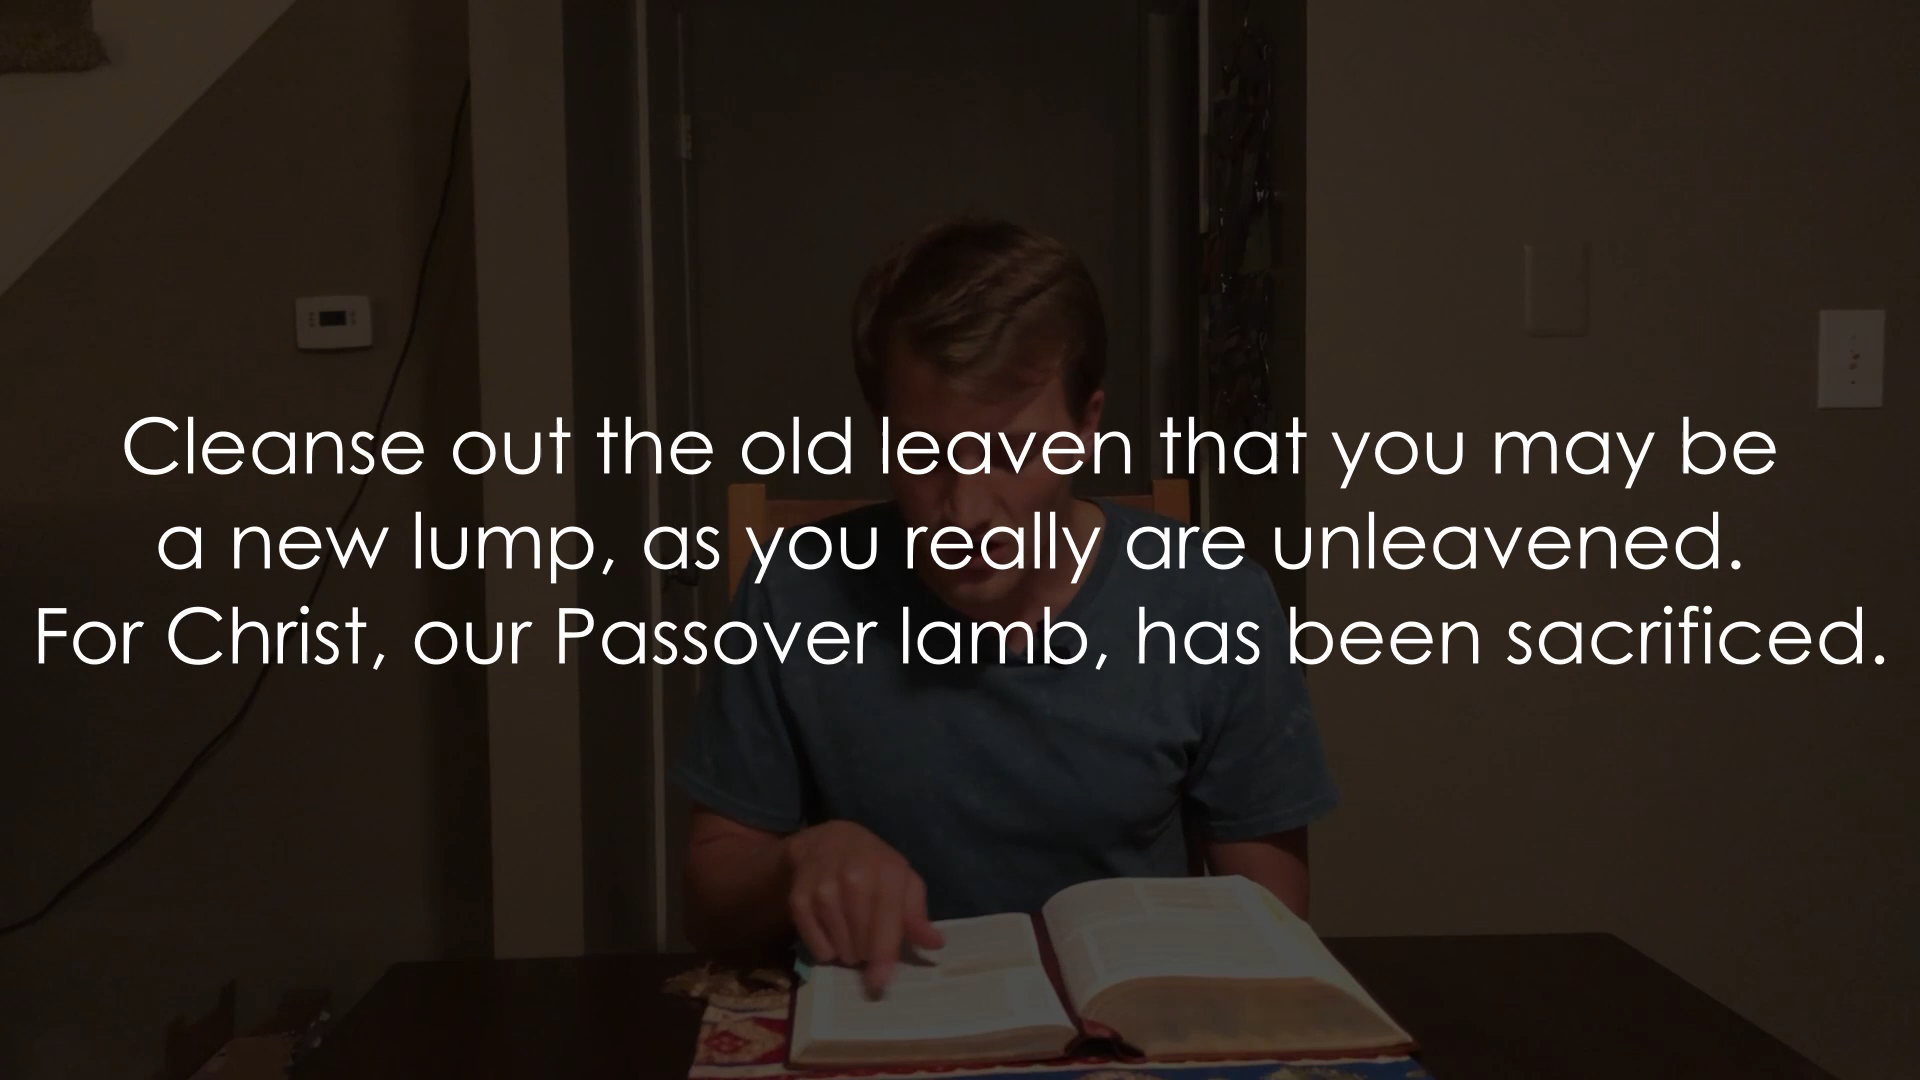 Cleanse out the old leaven that you may be
a new lump, as you really are unleavened.
For Christ, our Passover lamb, has been sacrificed.